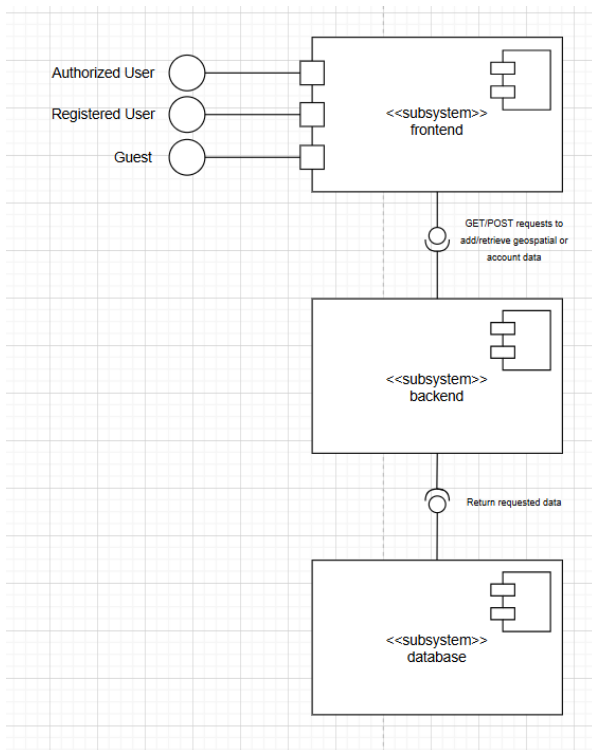 Authorized User
Registered User
Guest
<<subsystem>>
frontend
GET/POST requests to
add/retrieve geospatial or
account data
<<subsystem>>
backend
Return requested data
<<subsystem>>
database